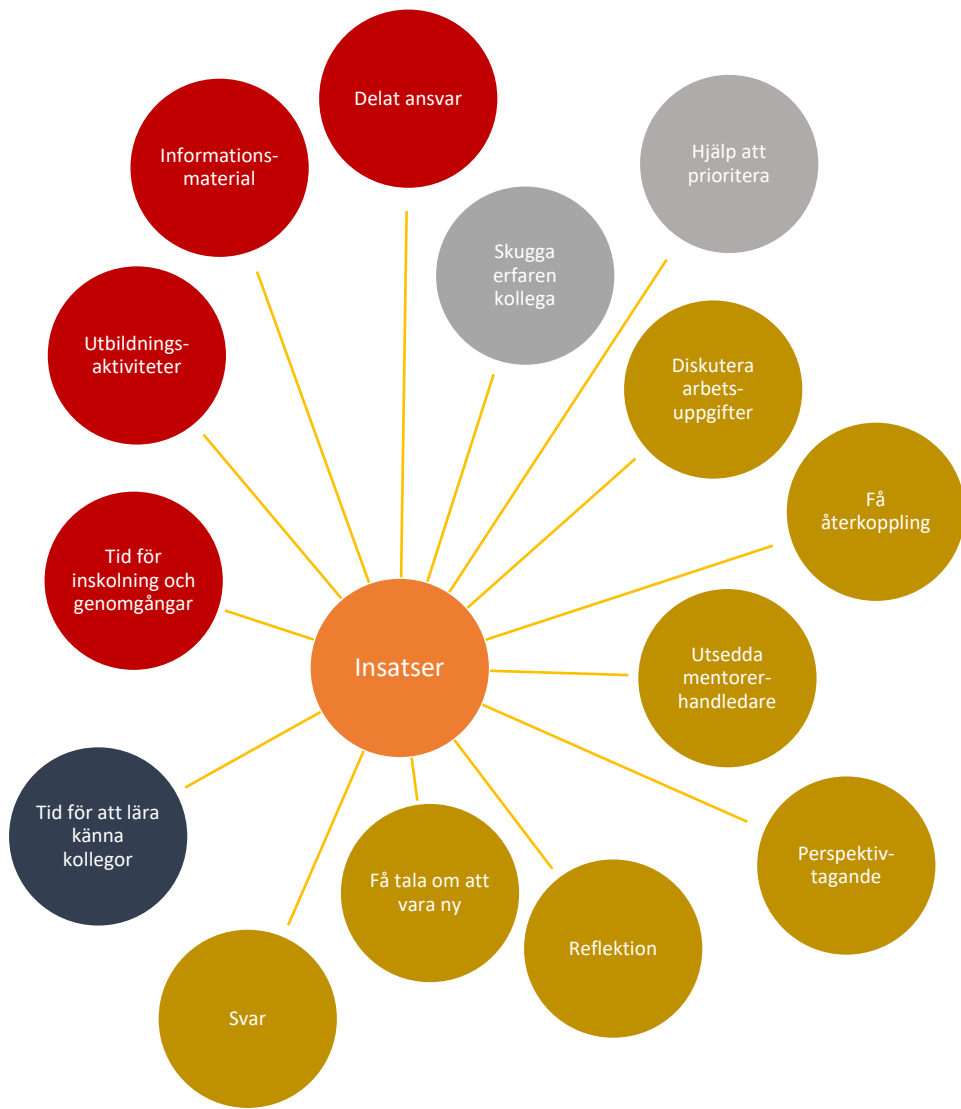 Delat ansvar
Informations-
material
Hjälp att
prioritera
Skugga
erfaren
kollega
Utbildnings-
aktiviteter
Diskutera
arbets-
uppgifter
Få
återkoppling
Tid för
inskolning och
genomgångar
Insatser
Utsedda
mentorer-
handledare
Tid för att lära
känna
kollegor
Få tala om att
vara ny
Perspektiv-
tagande
Reflektion
Svar